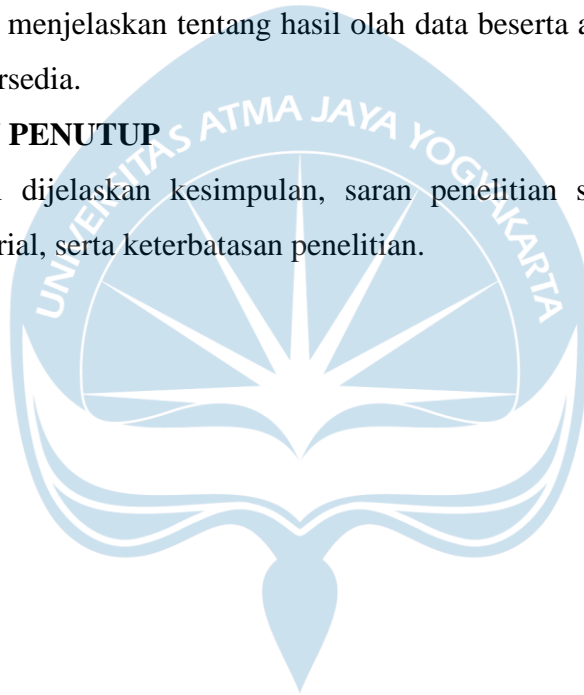 menjelaskan tentang hasil olah data beserta
rsedia.
PENUTUP
dijelaskan kesimpulan, saran penelitian
rial, serta keterbatasan penelitian.
UNIVERSITAS ATMA JAYA YOGYAKARTA